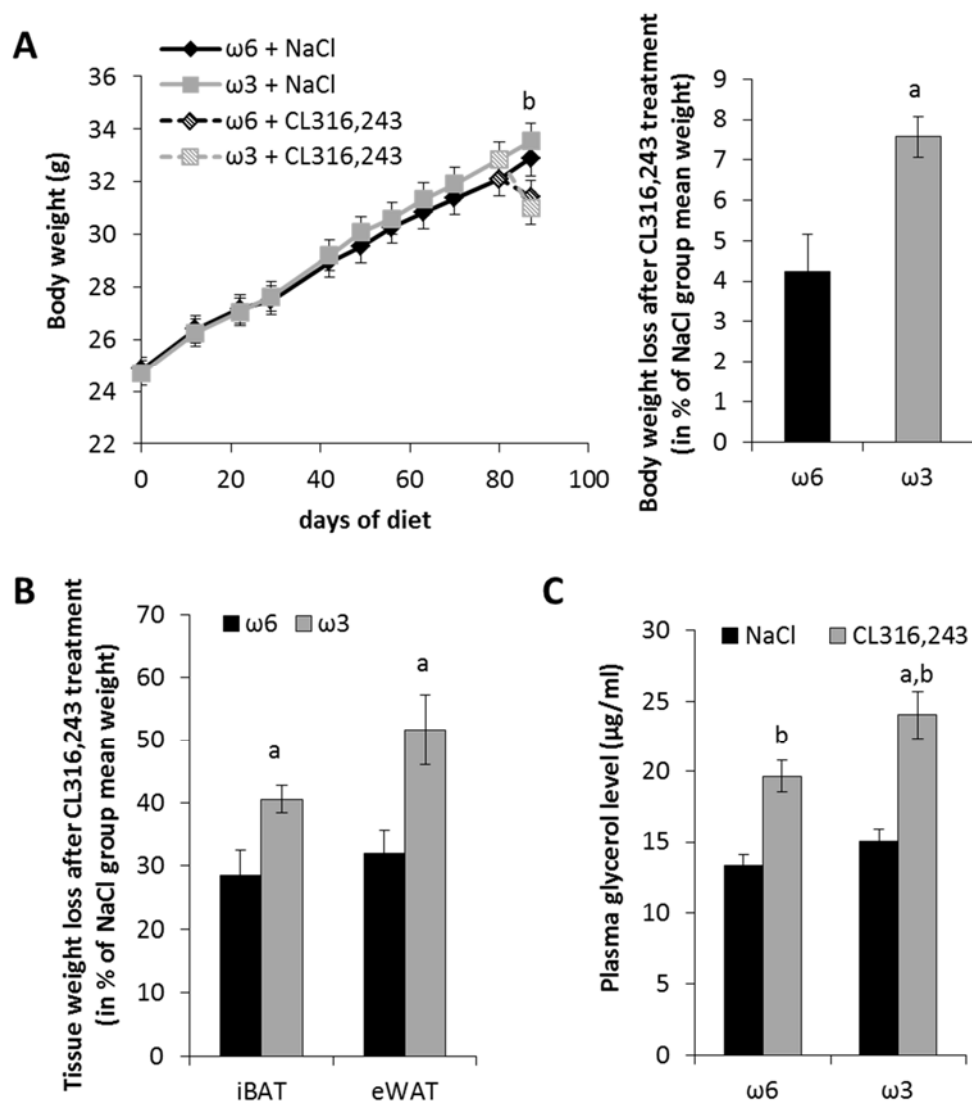 A
ω6 + NaCl
ω3 + NaCl
ω6 + CL316,243
ω3 + CL316,243
36
34
32
30
28
26
24
22
Body weight (g)
0
20
40
60
80
100
days of diet
b
Body weight loss after CL316,243 treatment
(in % of NaCl group mean weight)
9
8
7
6
5
4
3
2
1
0
a
ω6
ω3
B
Tissue weight loss after CL316,243 treatment
(in % of NaCl group mean weight)
70
60
50
40
30
20
10
0
ω6
ω3
a
a
iBAT
eWAT
C
Plasma glycerol level (µg/ml)
30
25
20
15
10
5
0
NaCl
CL316,243
b
a,b
ω6
ω3